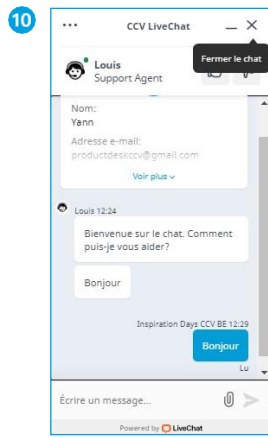 10
CCV LiveChat
Fermer le chat
Louis
Support Agent
Nom:
Yann
Adresse e-mail:
productdeskccv@gmail.com
Voir plus
Louis 12:24
Bienvenue sur le chat. Comment
puis-je vous aider?
Bonjour
Inspiration Days CCV BE 12:29
Bonjour
Lu
Écrire un message...
Powered by LiveChat